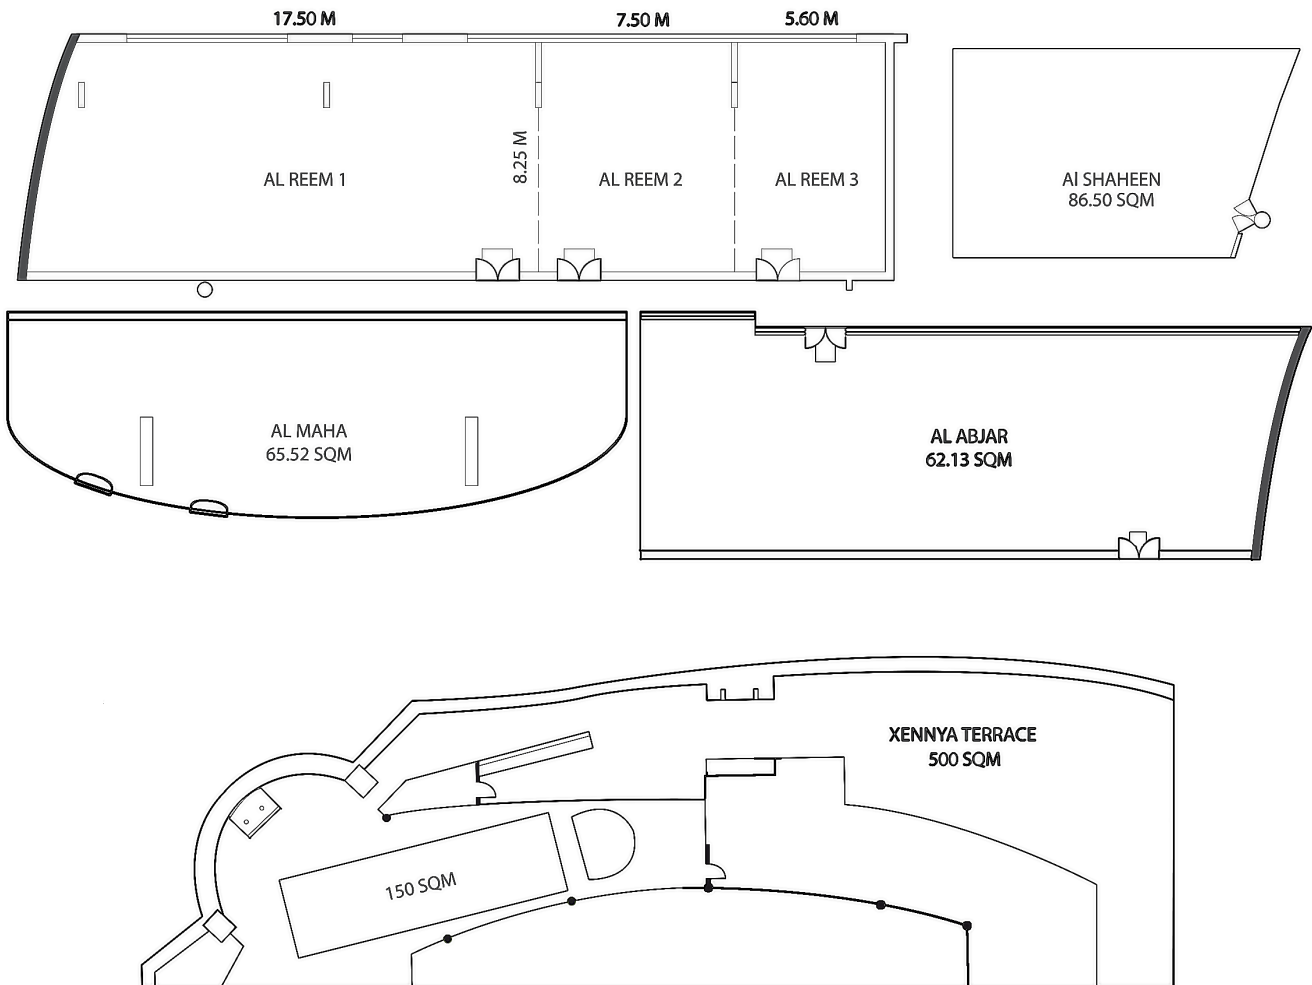 17.50 M
7.50 M
5.60 M
8.25 M
AL REEM 1
AL REEM 2
AL REEM 3
Al SHAHEEN
86.50 SQM
AL MAHA
65.52 SQM
AL ABJAR
62.13 SQM
XENNYA TERRACE
500 SQM
150 SQM